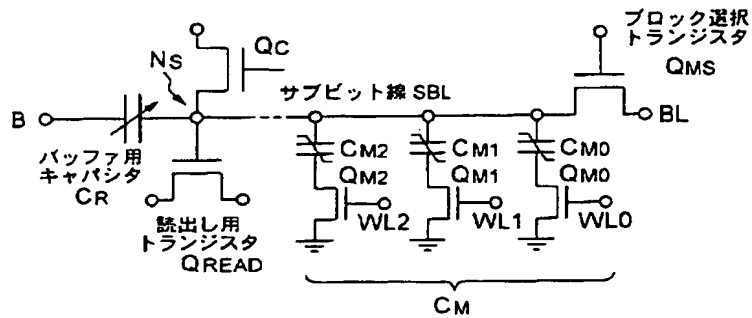 ブロック選択
トランジスタ
QMS
QC
NS
サブビット線 SBL
B
BL
バッファ用
キャパシタ
CR
CM2
CM1
CM0
QM2
QM1
QM0
WL2
WL1
WL0
読出し用
トランジスタ
QREAD
CM